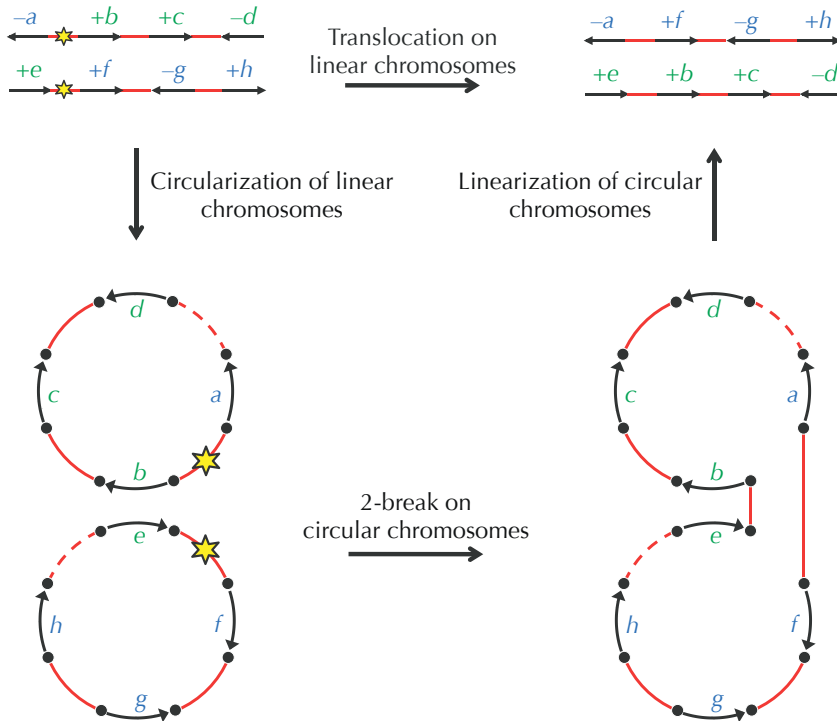 –a +b +c –d
+e +f –g +h
Translocation on
linear chromosomes
–a +f –g +h
+e +b +c –d
Circularization of linear
chromosomes
Linearization of circular
chromosomes
d
c
a
b
e
h
f
g
2-break on
circular chromosomes
d
c
a
b
e
h
f
g